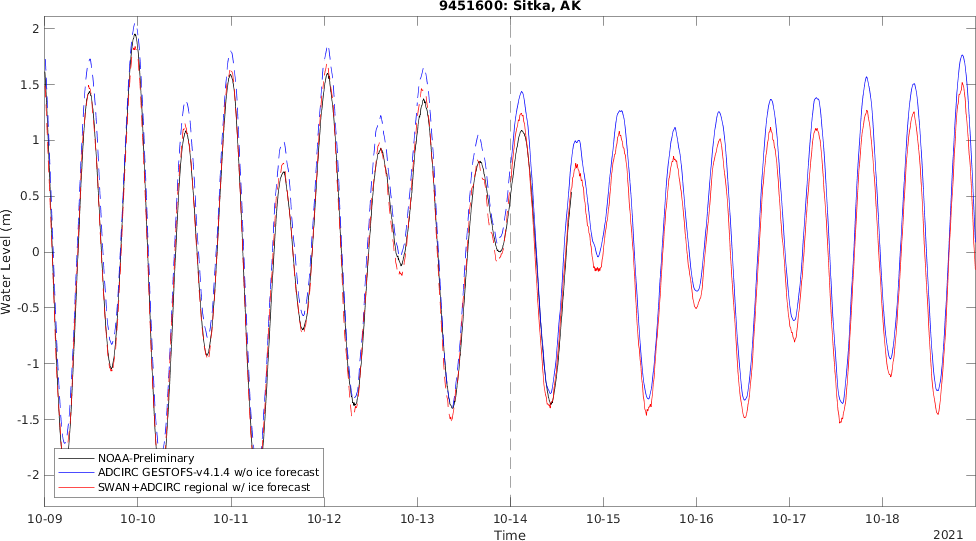 9451600: Sitka, AK
2
1.5
1
0.5
0
-0.5
-1
-1.5
-2
Water Level (m)
NOAA-Preliminary
ADCIRC GESTOFS-v4.1.4 w/o ice forecast
SWAN+ADCIRC regional w/ ice forecast
10-09 10-10 10-11 10-12 10-13 10-14 10-15 10-16 10-17 10-18
Time
2021